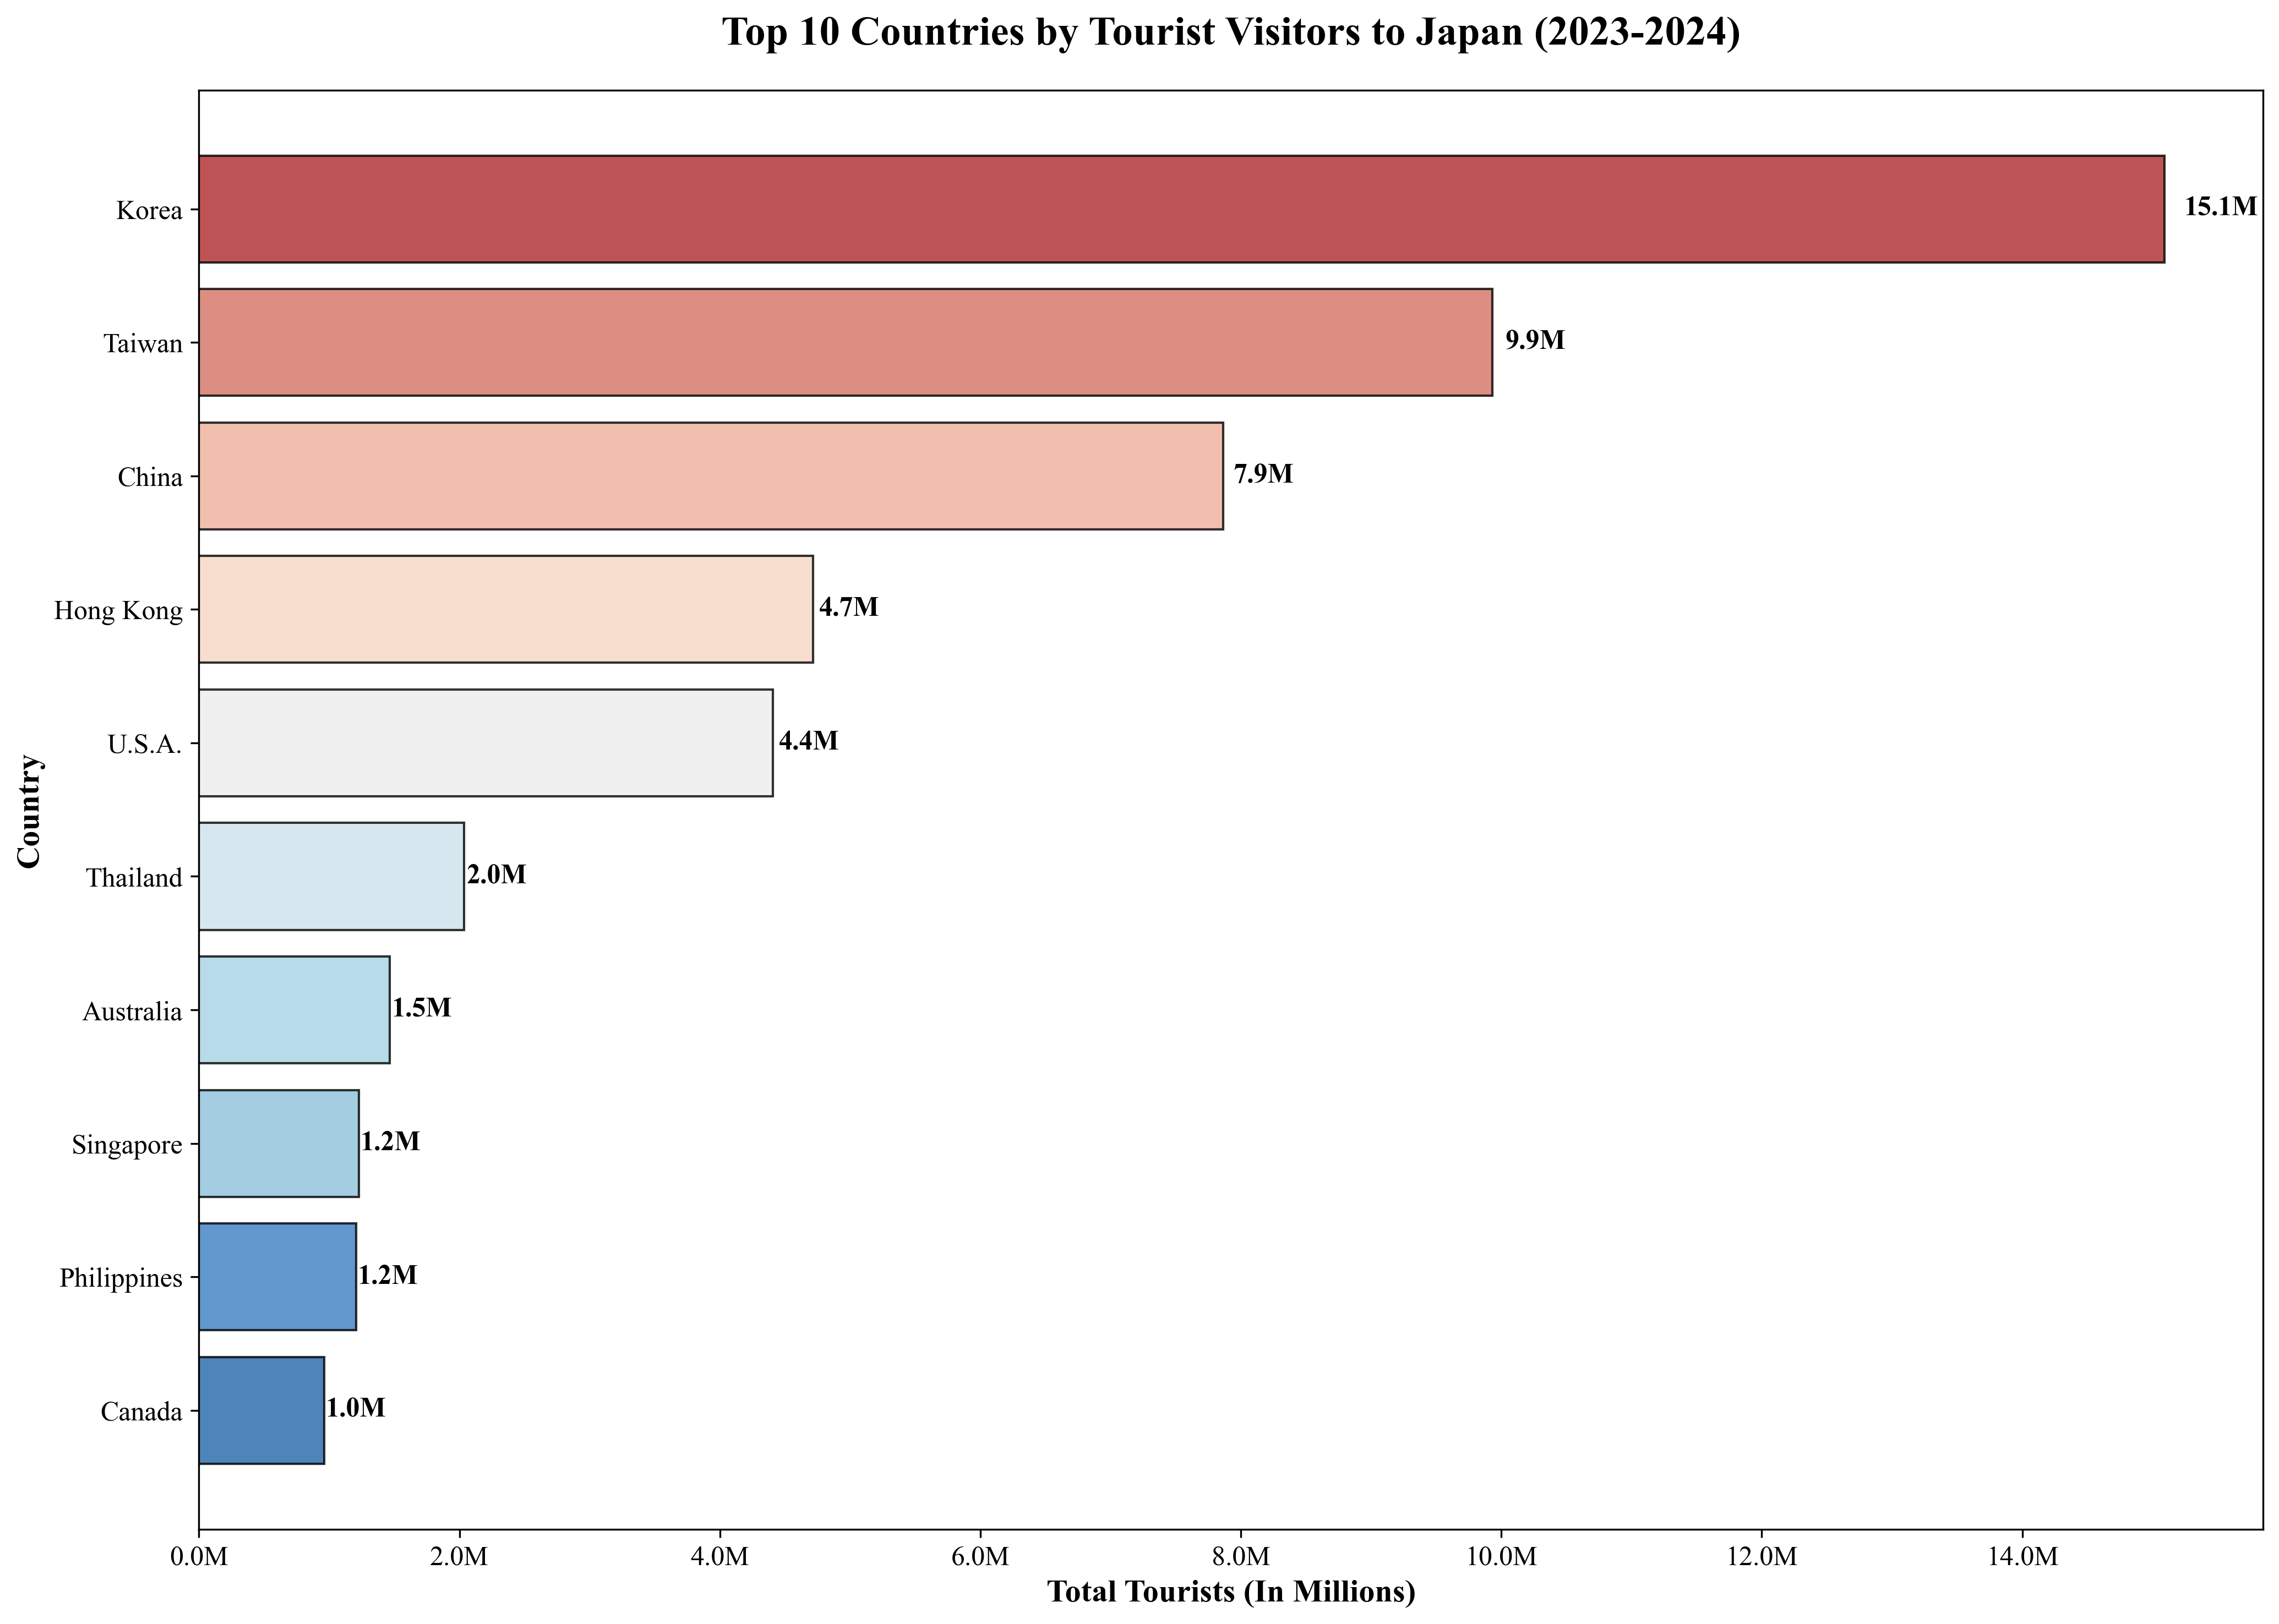 Top 10 Countries by Tourist Visitors to Japan (2023-2024)
Country
Korea 15.1M
Taiwan 9.9M
China 7.9M
Hong Kong 4.7M
U.S.A. 4.4M
Thailand 2.0M
Australia 1.5M
Singapore 1.2M
Philippines 1.2M
Canada 1.0M
0.0M 2.0M 4.0M 6.0M 8.0M 10.0M 12.0M 14.0M
Total Tourists (In Millions)